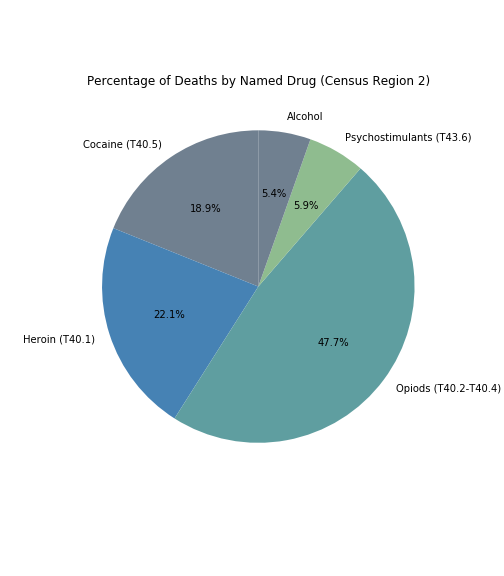 Percentage of Deaths by Named Drug (Census Region 2)
Alcohol
Psychostimulants (T43.6)
Cocaine (T40.5)
5.4%
5.9%
18.9%
22.1%
Heroin (T40.1)
47.7%
Opiods (T40.2-T40.4)